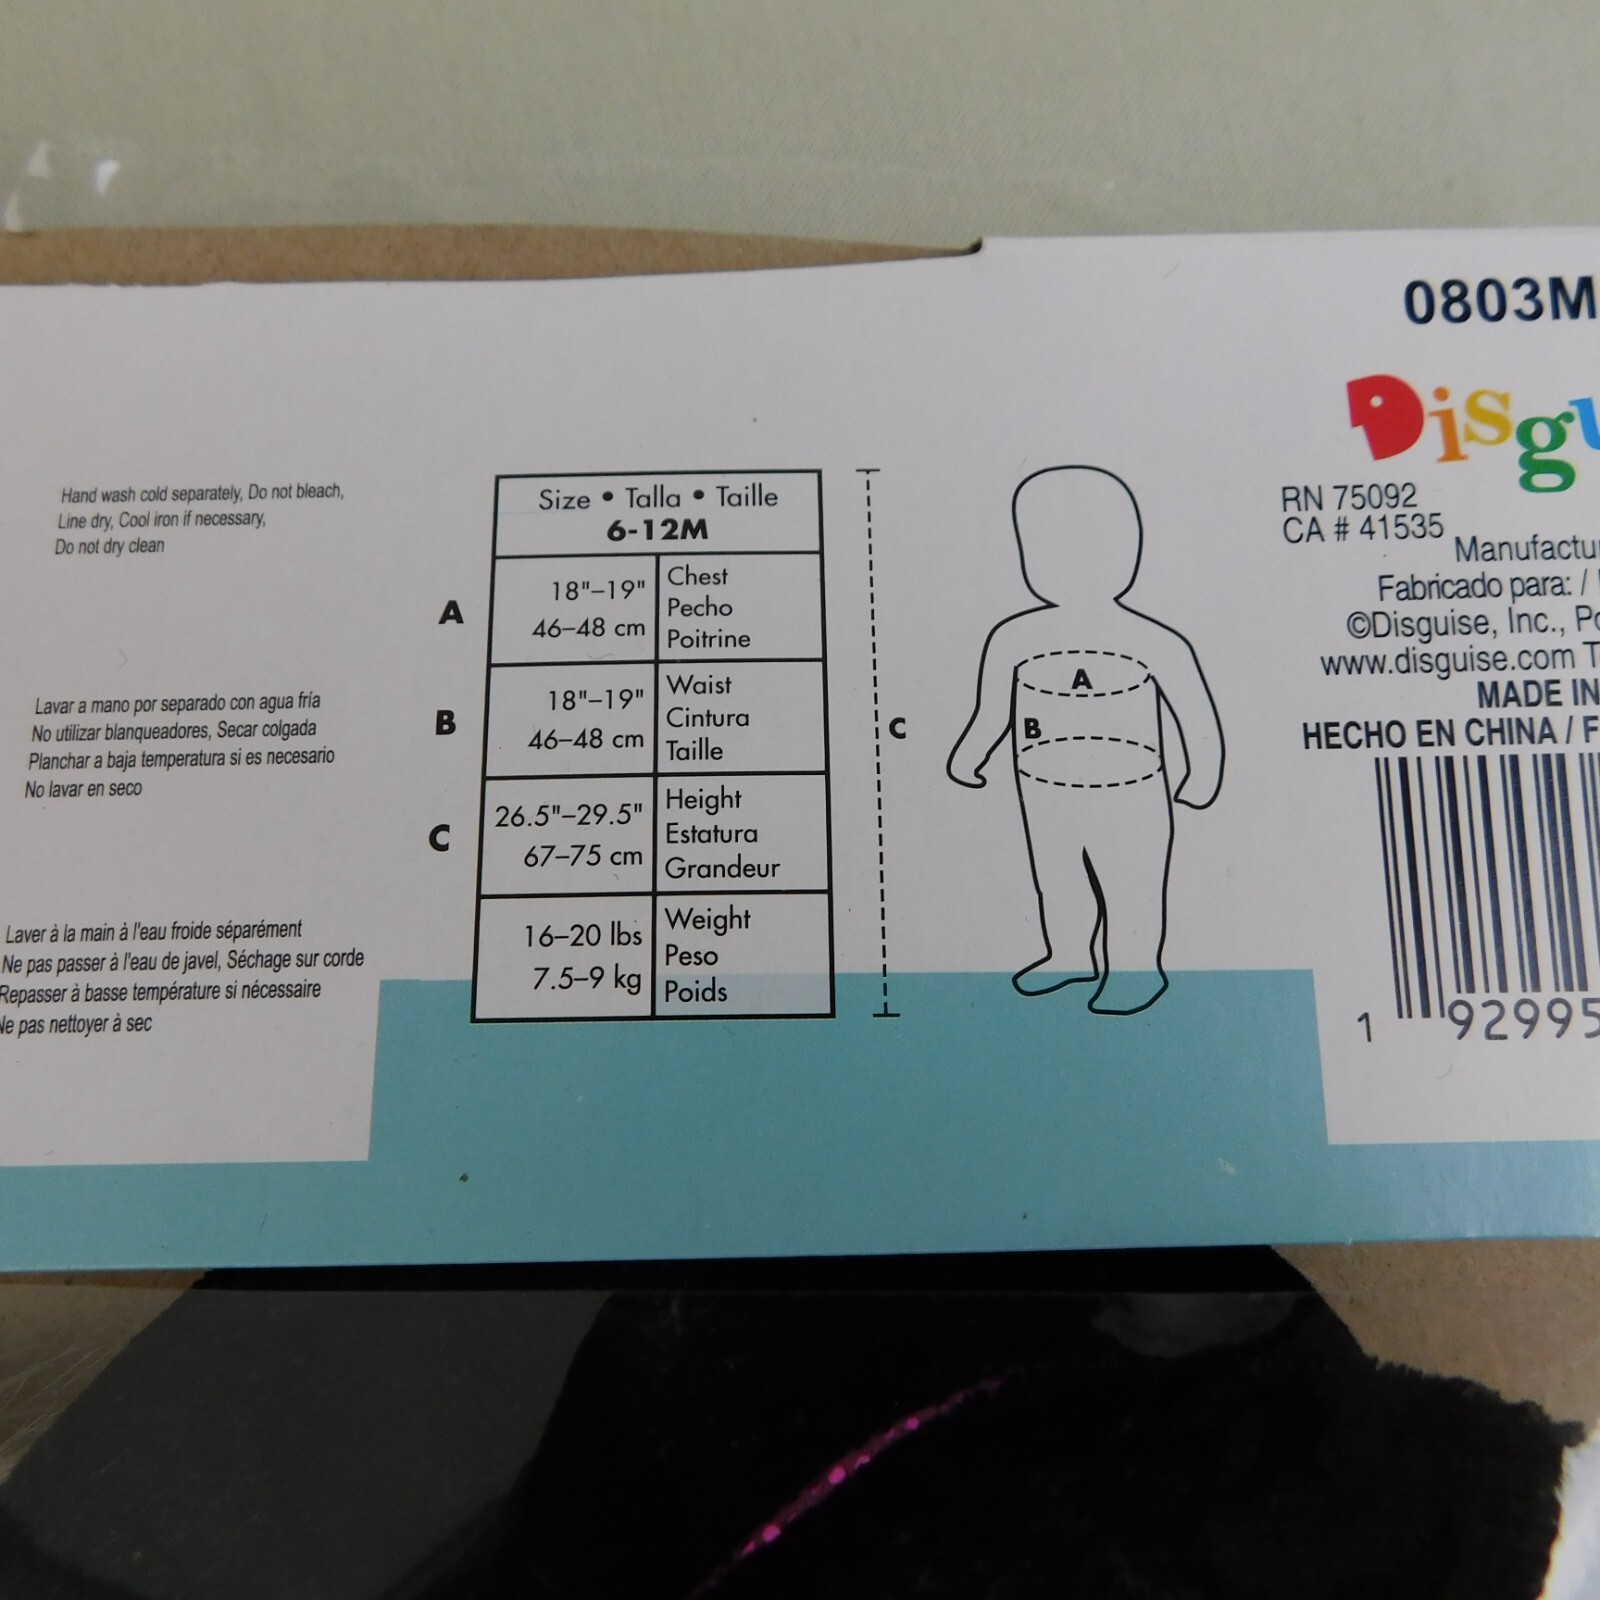 Hand wash cold separately, Do not bleach,
Line dry, Cool iron if necessary,
Do not dry clean
Lavar a mano por separado con agua fría
No utilizar blanqueadores, Secar colgada
Planchar a baja temperatura si es necesario
No lavar en seco
Laver à la main à l'eau froide séparément
Ne pas passer à l'eau de javel, Séchage sur corde
Repasser à basse température si nécessaire
Ne pas nettoyer à sec
Size • Talla • Taille
6-12M
A
18"–19"
46–48 cm
Chest
Pecho
Poitrine
B
18"–19"
46–48 cm
Waist
Cintura
Taille
C
26.5"–29.5"
67–75 cm
Height
Estatura
Grandeur
16–20 lbs
7.5–9 kg
Weight
Peso
Poids
C
A
B
0803M
Disgu
RN 75092
CA # 41535
Manufactu
Fabricado para: /
©Disguise, Inc., Po
www.disguise.com T
MADE IN
HECHO EN CHINA / F
1 92995